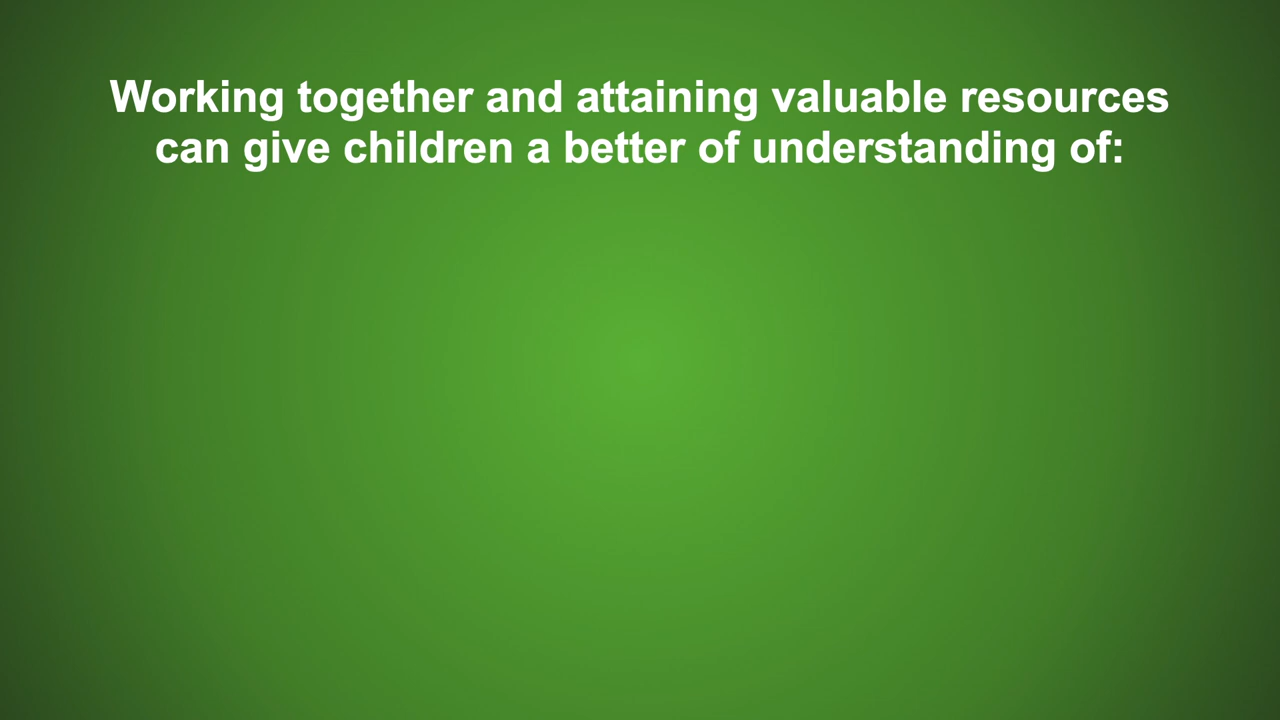 Working together and attaining valuable resources
can give children a better of understanding of: